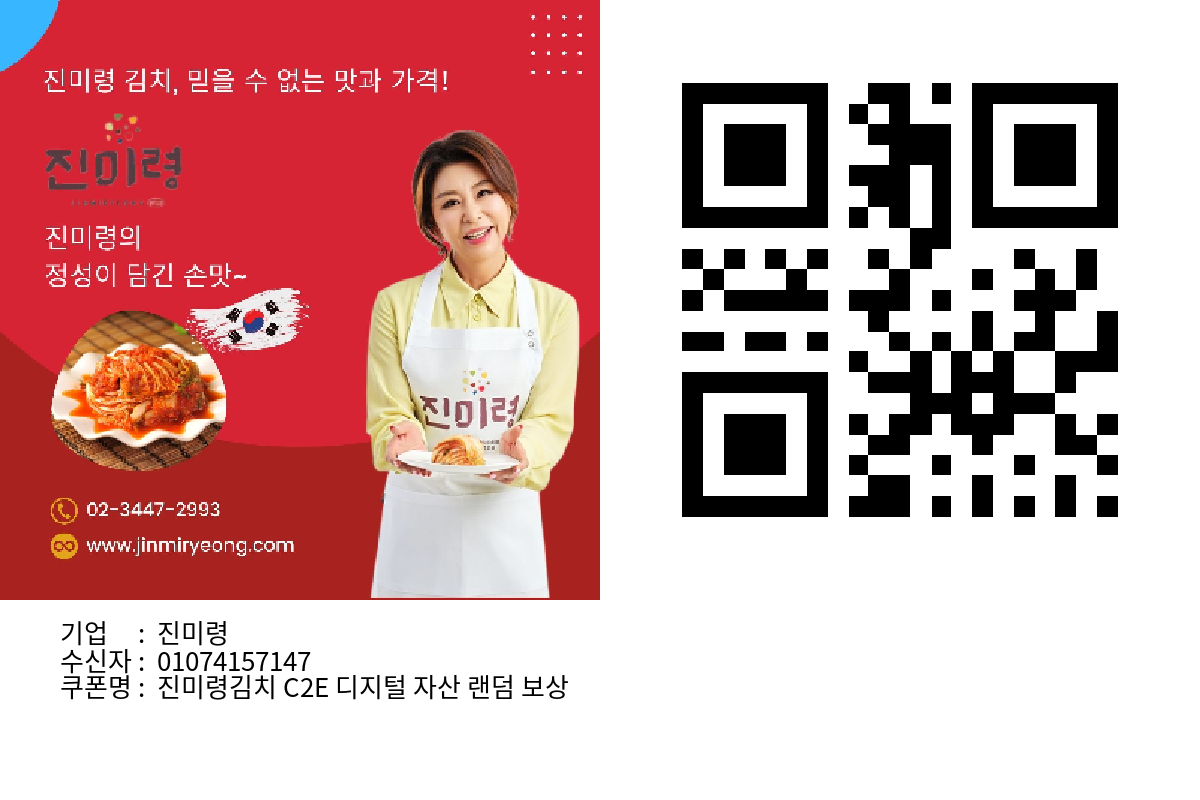 진미령 김치, 믿을 수 없는 맛과 가격!
진미령
진미령의
정성이 담긴 손맛~
진미령
02-3447-2993
www.jinmiryeong.com
기업 : 진미령
수신자 : 01074157147
쿠폰명 : 진미령김치 C2E 디지털 자산 랜덤 보상